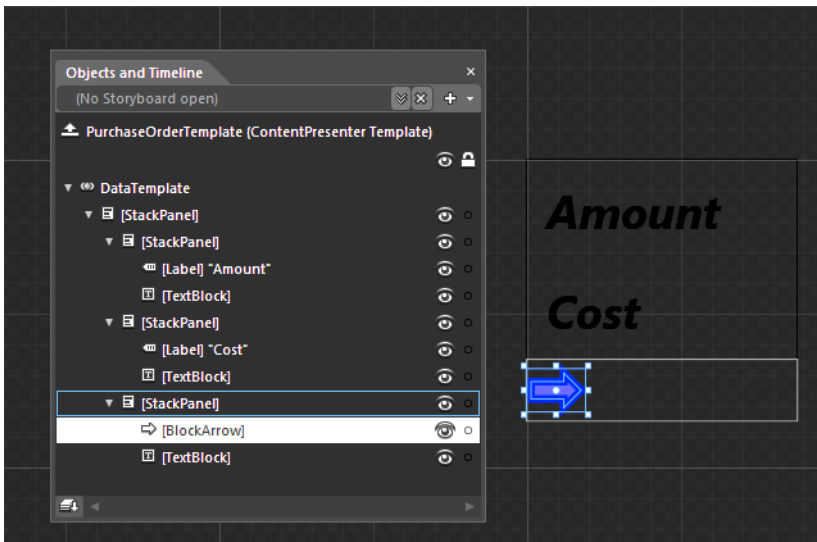 Objects and Timeline
(No Storyboard open)
PurchaseOrderTemplate (ContentPresenter Template)
DataTemplate
[StackPanel]
[StackPanel]
[Label] "Amount"
[TextBlock]
[StackPanel]
[Label] "Cost"
[TextBlock]
[StackPanel]
[BlockArrow]
[TextBlock]
Amount
Cost